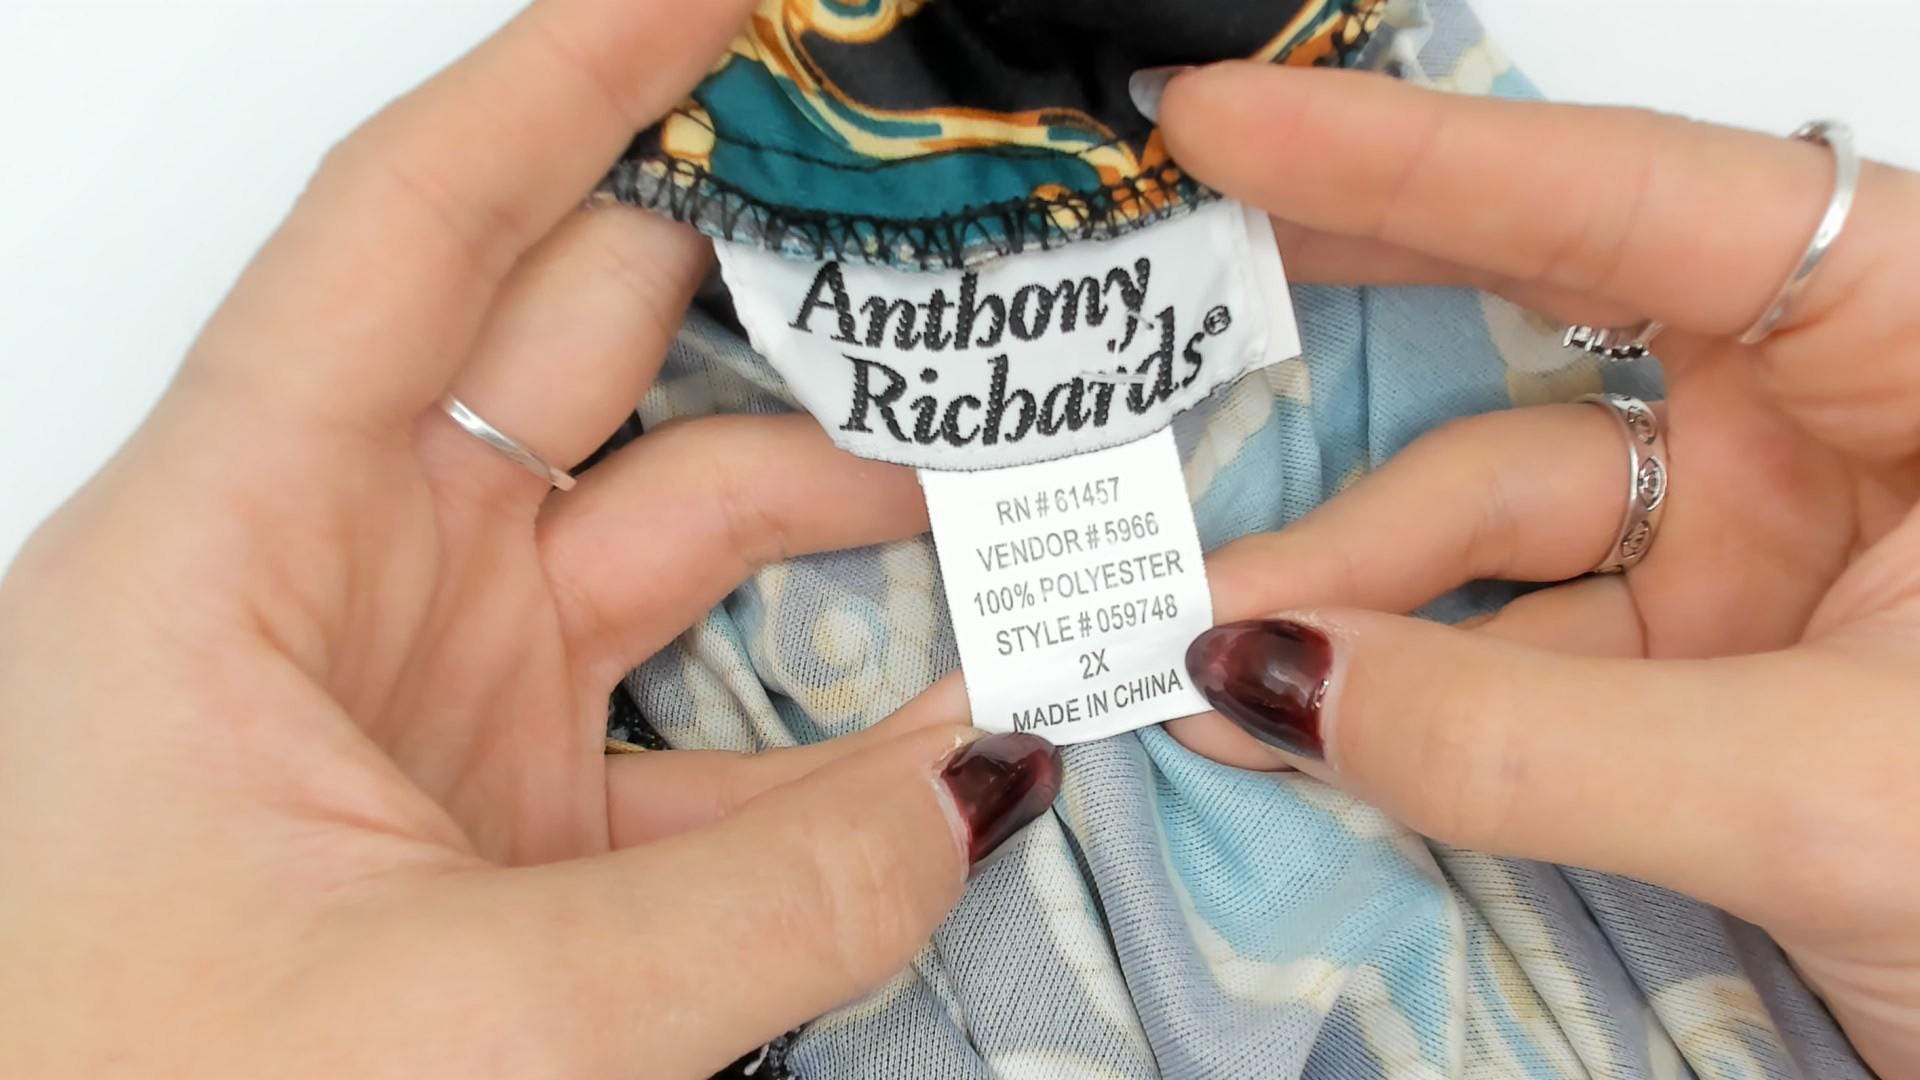 Anthony
Richards®
RN # 61457
VENDOR # 5966
100% POLYESTER
STYLE # 059748
2X
MADE IN CHINA